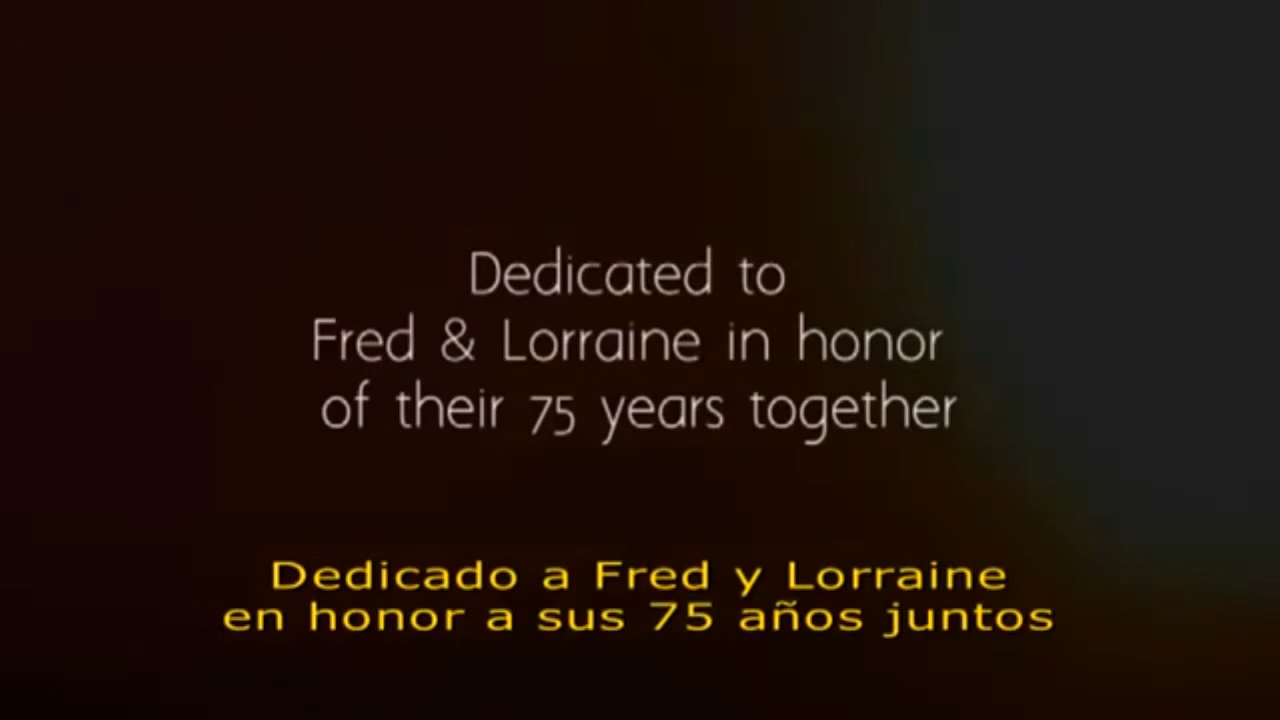 Dedicated to
Fred & Lorraine in honor
of their 75 years together
Dedicado a Fred y Lorraine
en honor a sus 75 años juntos